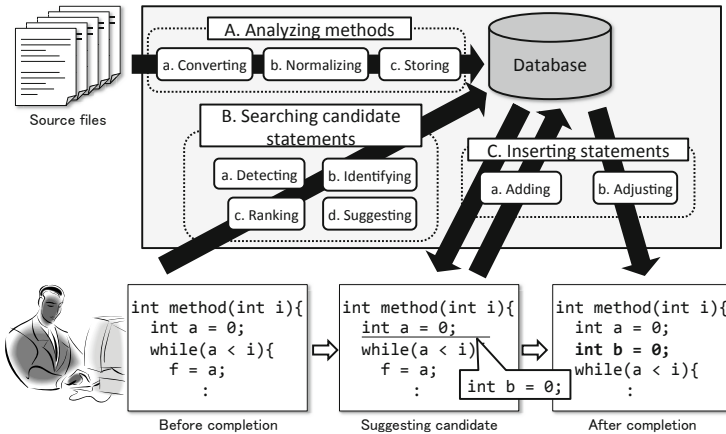 A. Analyzing methods
a. Converting
b. Normalizing
c. Storing
Database
Source files
B. Searching candidate
statements
a. Detecting
b. Identifying
c. Ranking
d. Suggesting
C. Inserting statements
a. Adding
b. Adjusting
int method(int i){
int a = 0;
while(a < i){
f = a;
:
Before completion
int method(int i){
int a = 0;
while(a < i)
f = a;
:
int b = 0;
Suggesting candidate
int method(int i){
int a = 0;
int b = 0;
while(a < i){
:
After completion